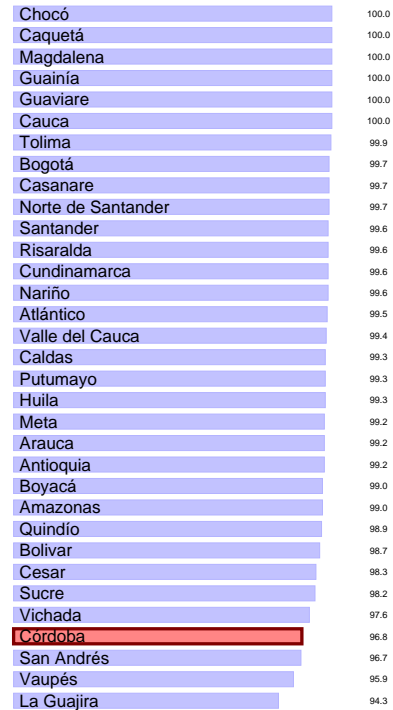 Chocó 100.0
Caquetá 100.0
Magdalena 100.0
Guainía 100.0
Guaviare 100.0
Cauca 100.0
Tolima 99.9
Bogotá 99.7
Casanare 99.7
Norte de Santander 99.7
Santander 99.6
Risaralda 99.6
Cundinamarca 99.6
Nariño 99.6
Atlántico 99.5
Valle del Cauca 99.4
Caldas 99.3
Putumayo 99.3
Huila 99.3
Meta 99.2
Arauca 99.2
Antioquia 99.2
Boyacá 99.0
Amazonas 99.0
Quindío 98.9
Bolivar 98.7
Cesar 98.3
Sucre 98.2
Vichada 97.6
Córdoba 96.8
San Andrés 96.7
Vaupés 95.9
La Guajira 94.3